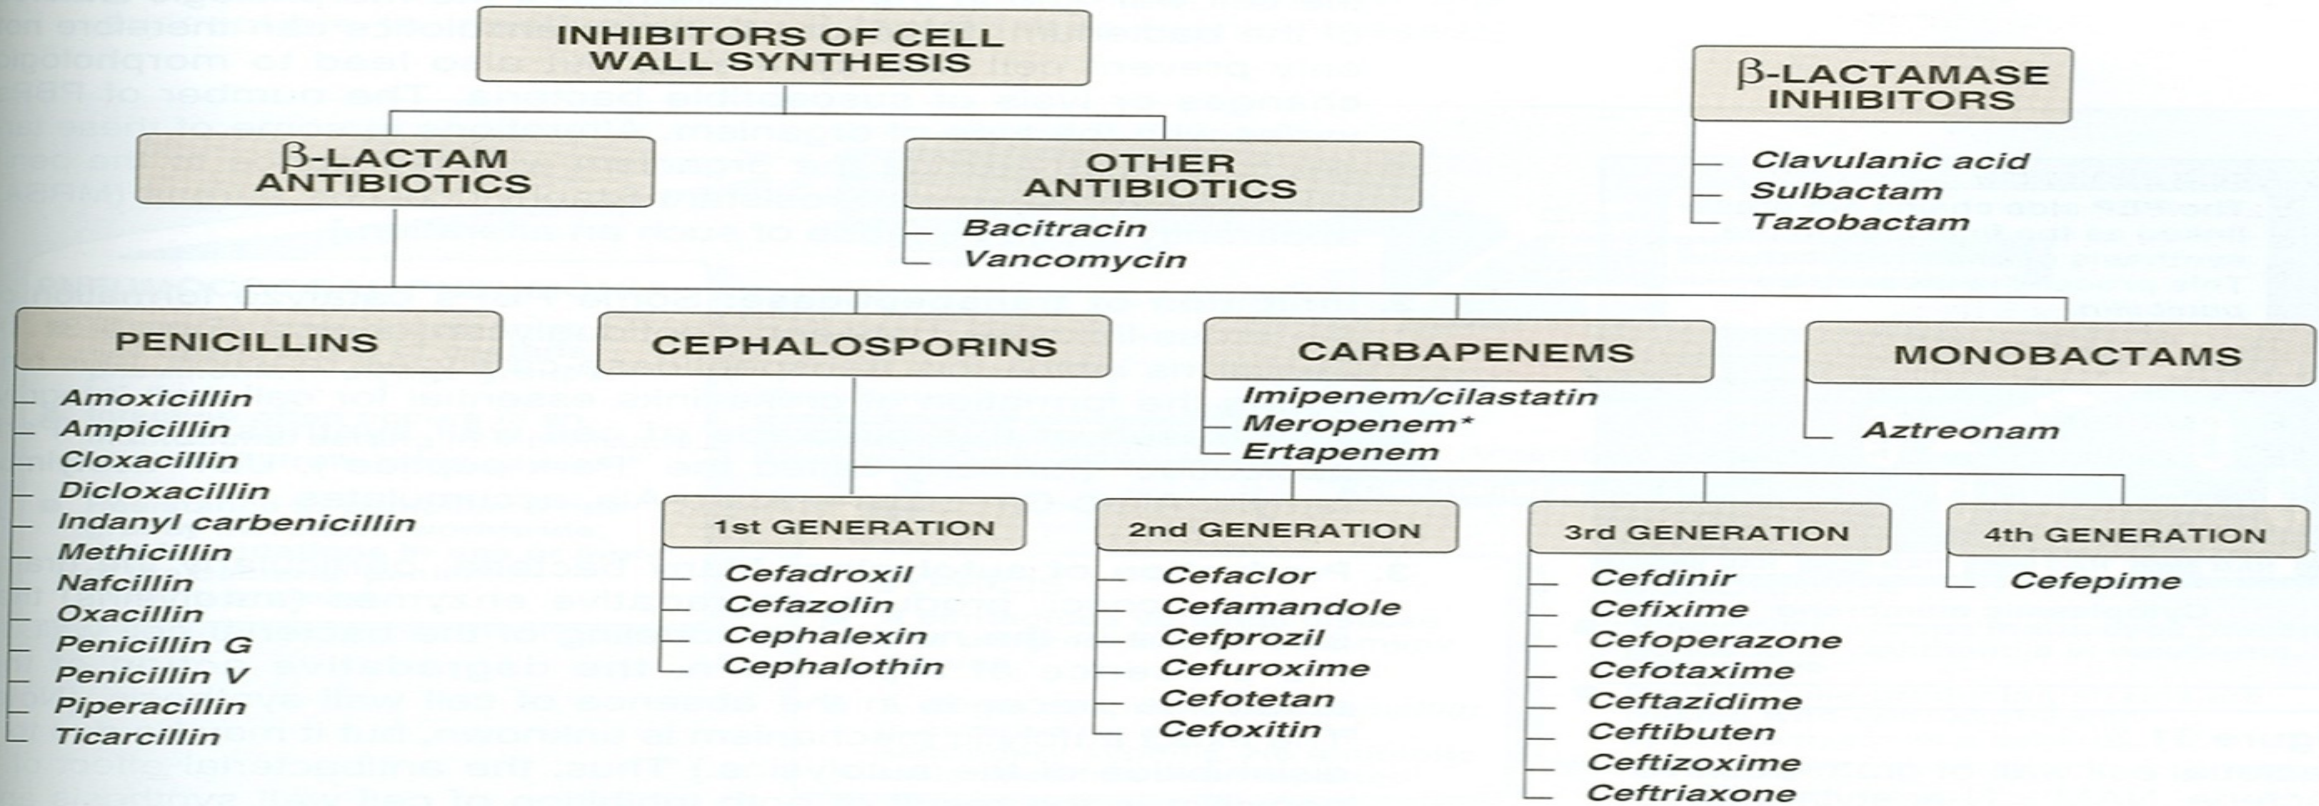 INHIBITORS OF CELL
WALL SYNTHESIS
β-LACTAMASE
INHIBITORS
Clavulanic acid
Sulbactam
Tazobactam
β-LACTAM
ANTIBIOTICS
OTHER
ANTIBIOTICS
Bacitracin
Vancomycin
PENICILLINS
Amoxicillin
Ampicillin
Cloxacillin
Dicloxacillin
Indanyl carbenicillin
Methicillin
Nafcillin
Oxacillin
Penicillin G
Penicillin V
Piperacillin
Ticarcillin
CEPHALOSPORINS
CARBAPENEMS
Imipenem/cilastatin
Meropenem*
Ertapenem
MONOBACTAMS
Aztreonam
1st GENERATION
Cefadroxil
Cefazolin
Cephalexin
Cephalothin
2nd GENERATION
Cefaclor
Cefamandole
Cefprozil
Cefuroxime
Cefotetan
Cefoxitin
3rd GENERATION
Cefdinir
Cefixime
Cefoperazone
Cefotaxime
Ceftazidime
Ceftibuten
Ceftizoxime
Ceftriaxone
4th GENERATION
Cefepime